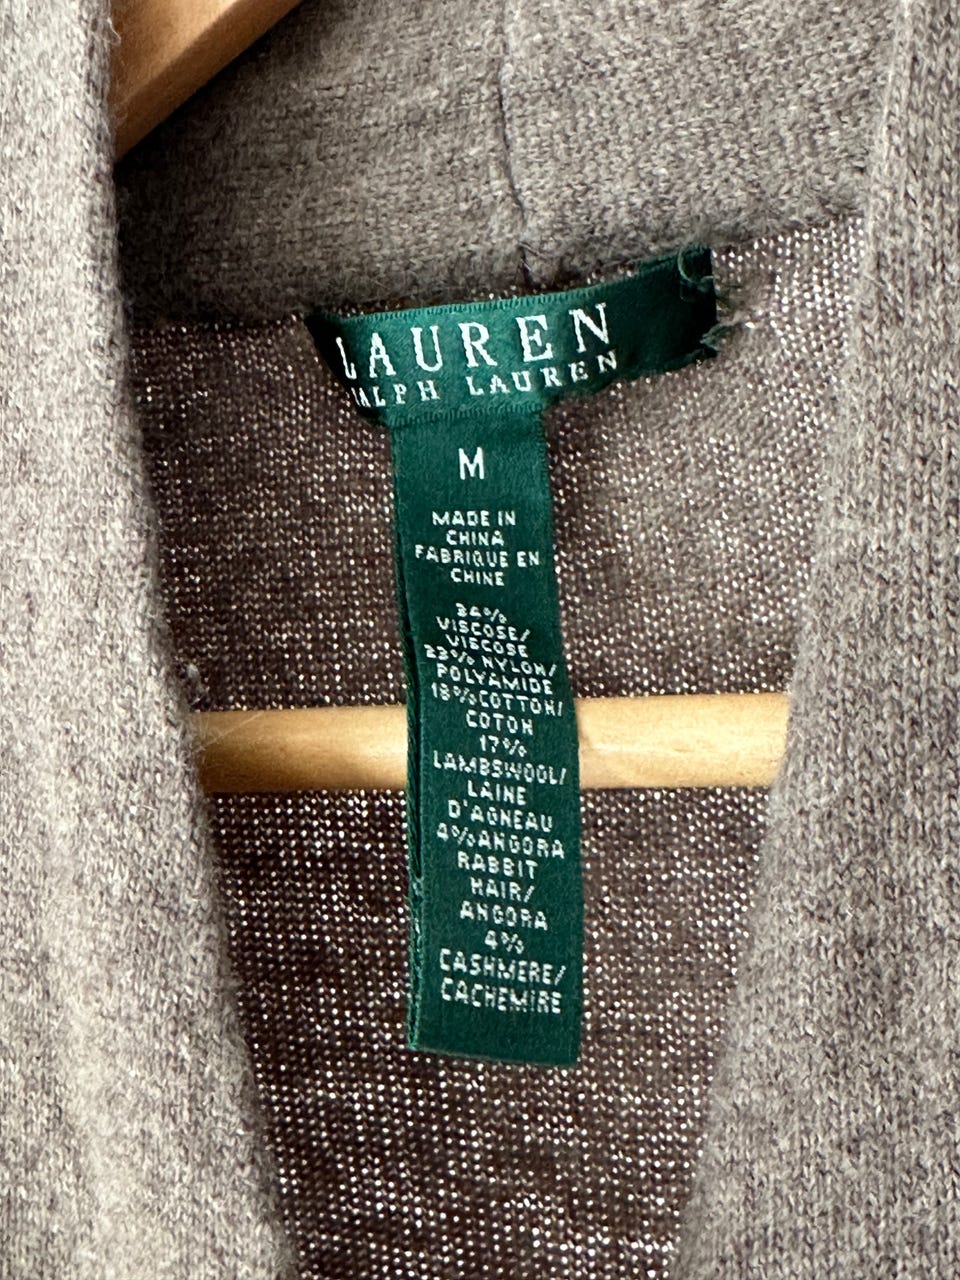 LAUREN
RALPH LAUREN
M
MADE IN
CHINA
FABRIQUE EN
CHINE
34%
VISCOSE/
VISCOSE
23% NYLON/
POLYAMIDE
18%COTTON/
COTON
17%
LAMBSWOOL/
LAINE
D'AGNEAU
4%ANGORA
RABBIT
HAIR/
ANGORA
4%
CASHMERE/
CACHEMIRE